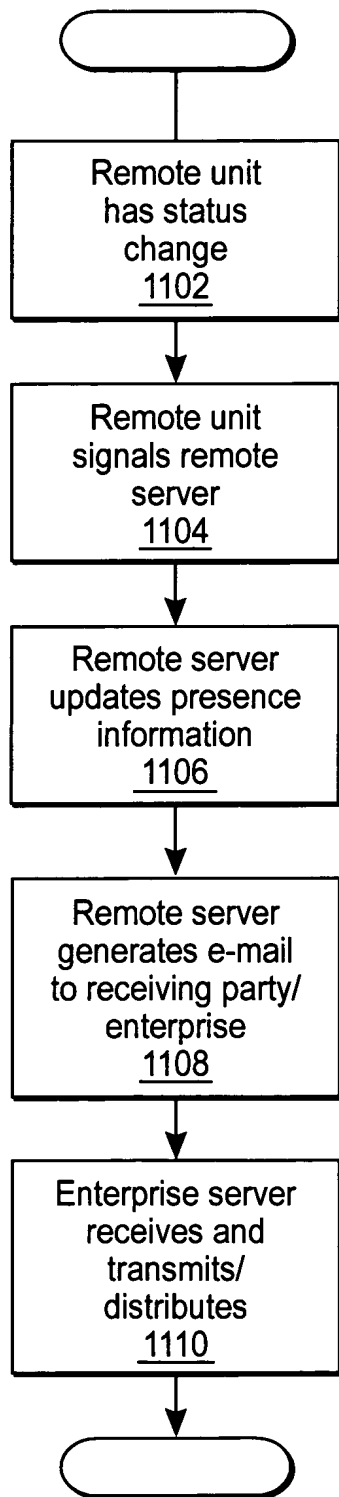 Remote unit
has status
change
1102
Remote unit
signals remote
server
1104
Remote server
updates presence
information
1106
Remote server
generates e-mail
to receiving party/
enterprise
1108
Enterprise server
receives and
transmits/
distributes
1110